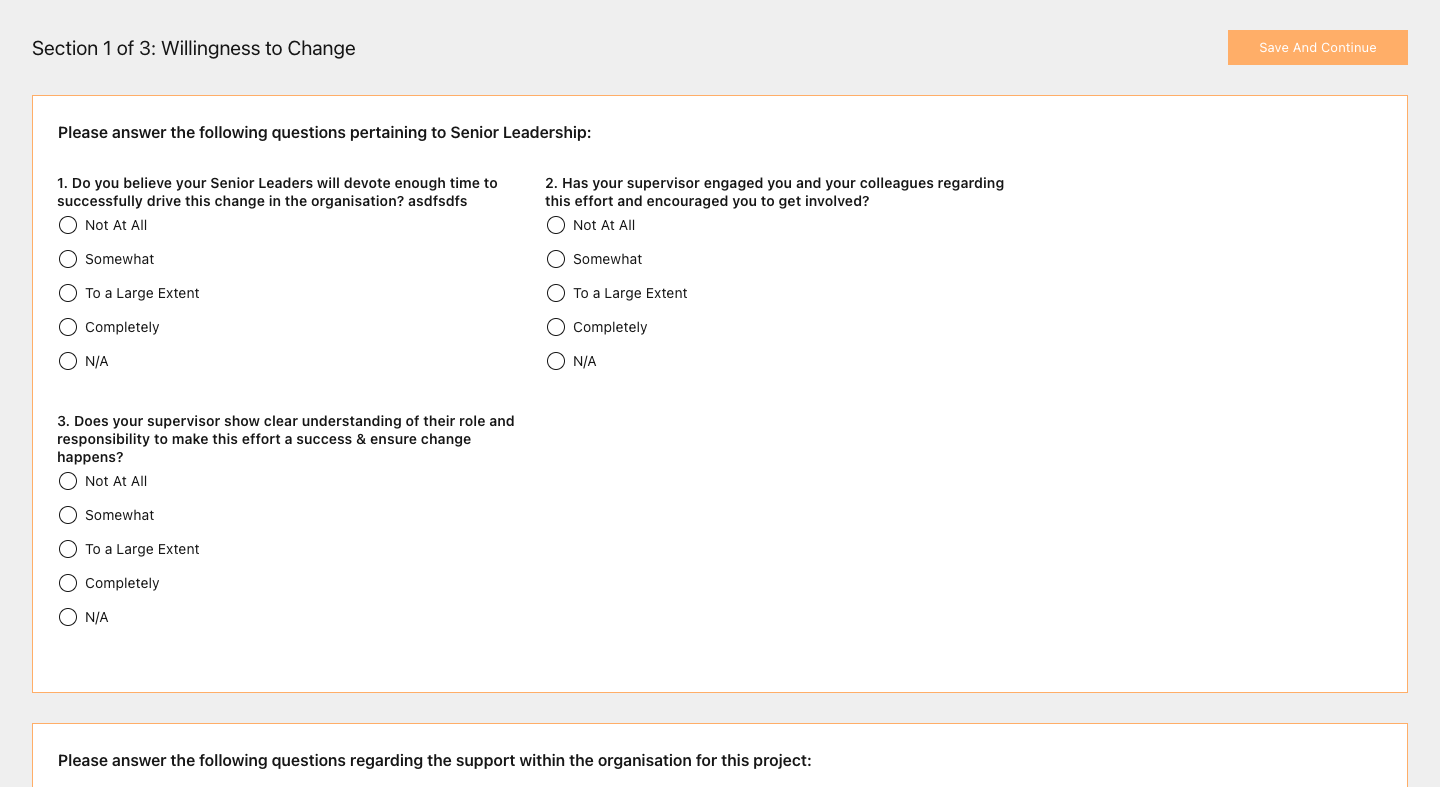 Section 1 of 3: Willingness to Change
Save And Continue
Please answer the following questions pertaining to Senior Leadership:
1. Do you believe your Senior Leaders will devote enough time to
successfully drive this change in the organisation? asdfsdfs
Not At All
Somewhat
To a Large Extent
Completely
N/A
2. Has your supervisor engaged you and your colleagues regarding
this effort and encouraged you to get involved?
Not At All
Somewhat
To a Large Extent
Completely
N/A
3. Does your supervisor show clear understanding of their role and
responsibility to make this effort a success & ensure change
happens?
Not At All
Somewhat
To a Large Extent
Completely
N/A
Please answer the following questions regarding the support within the organisation for this project: